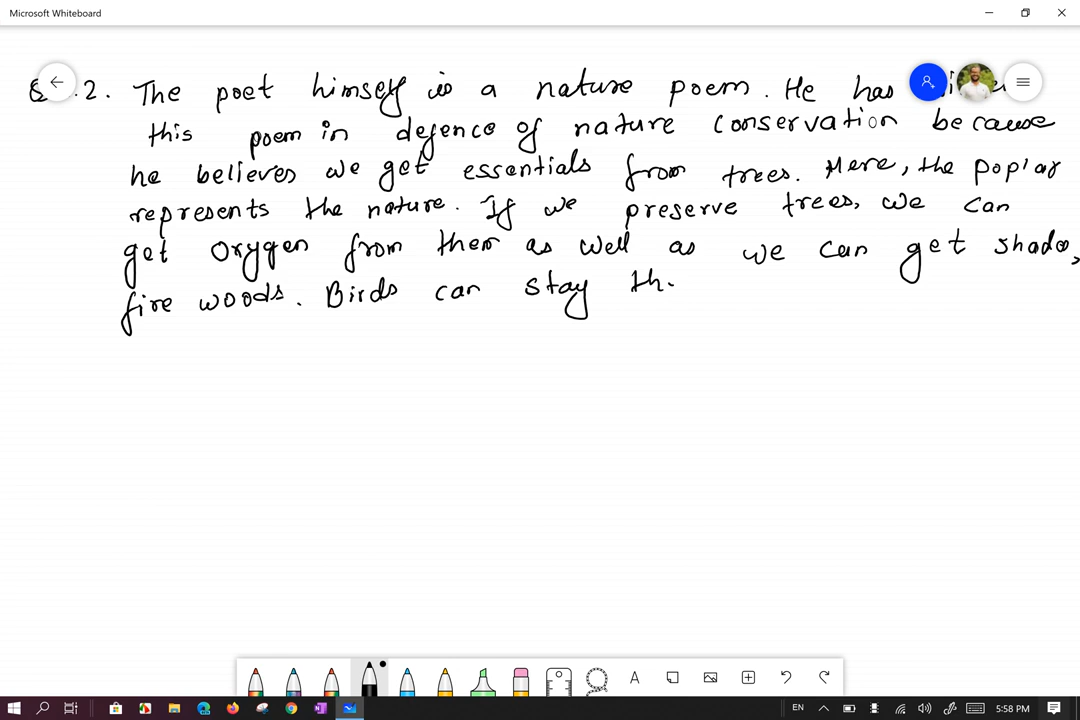 Microsoft Whiteboard
.2. The poet himself is a nature poem. He has
this poem in defence of nature conservation because
he believes we get essentials from trees. Here, the poplar
represents the nature. If we preserve trees, we can
get oxygen from them as well as we can get shade,
fire woods. Birds can stay th
A
EN
5:58 PM